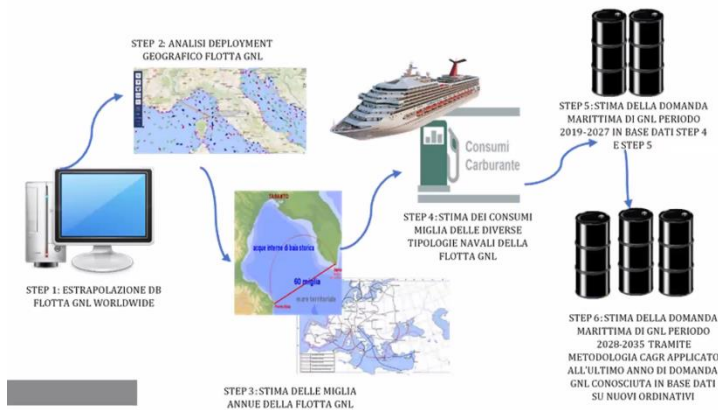 STEP 2: ANALISI DEPLOYMENT
GEOGRAFICO FLOTTA GNL
STEP 1: ESTRAPOLAZIONE DB
FLOTTA GNL WORLDWIDE
TARANTO
acque interne di baia storica
60 miglia
mare territoriale
STEP 3: STIMA DELLE MIGLIA
ANNUE DELLA FLOTTA GNL
Consumi
Carburante
STEP 4: STIMA DEI CONSUMI
MIGLIA DELLE DIVERSE
TIPOLOGIE NAVALI DELLA
FLOTTA GNL
STEP 5: STIMA DELLA DOMANDA
MARITTIMA DI GNL PERIODO
2019-2027 IN BASE DATI STEP 4
E STEP 5
STEP 6: STIMA DELLA DOMANDA
MARITTIMA DI GNL PERIODO
2028-2035 TRAMITE
METODOLOGIA CAGR APPLICATO
ALL'ULTIMO ANNO DI DOMANDA
GNL CONOSCIUTA IN BASE DATI
SU NUOVI ORDINATIVI